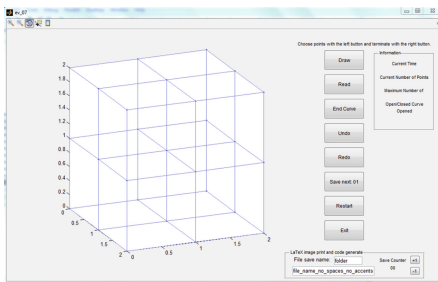 ev_07
Choose points with the left button and terminate with the right button.
Draw
Read
End Curve
Undo
Redo
Save next: 01
Restart
Exit
Information
Current Time
Current Number of Points
Maximum Number of
Open/Closed Curve
Opened
2
1.8
1.6
1.4
1.2
1
0.8
0.6
0.4
0.2
0
0
0.5
1
1.5
2
0
0.5
1
1.5
2
LaTeX image print and code generate
File save name: folder
Save Counter
+1
file_name_no_spaces_no_accents
00
-1